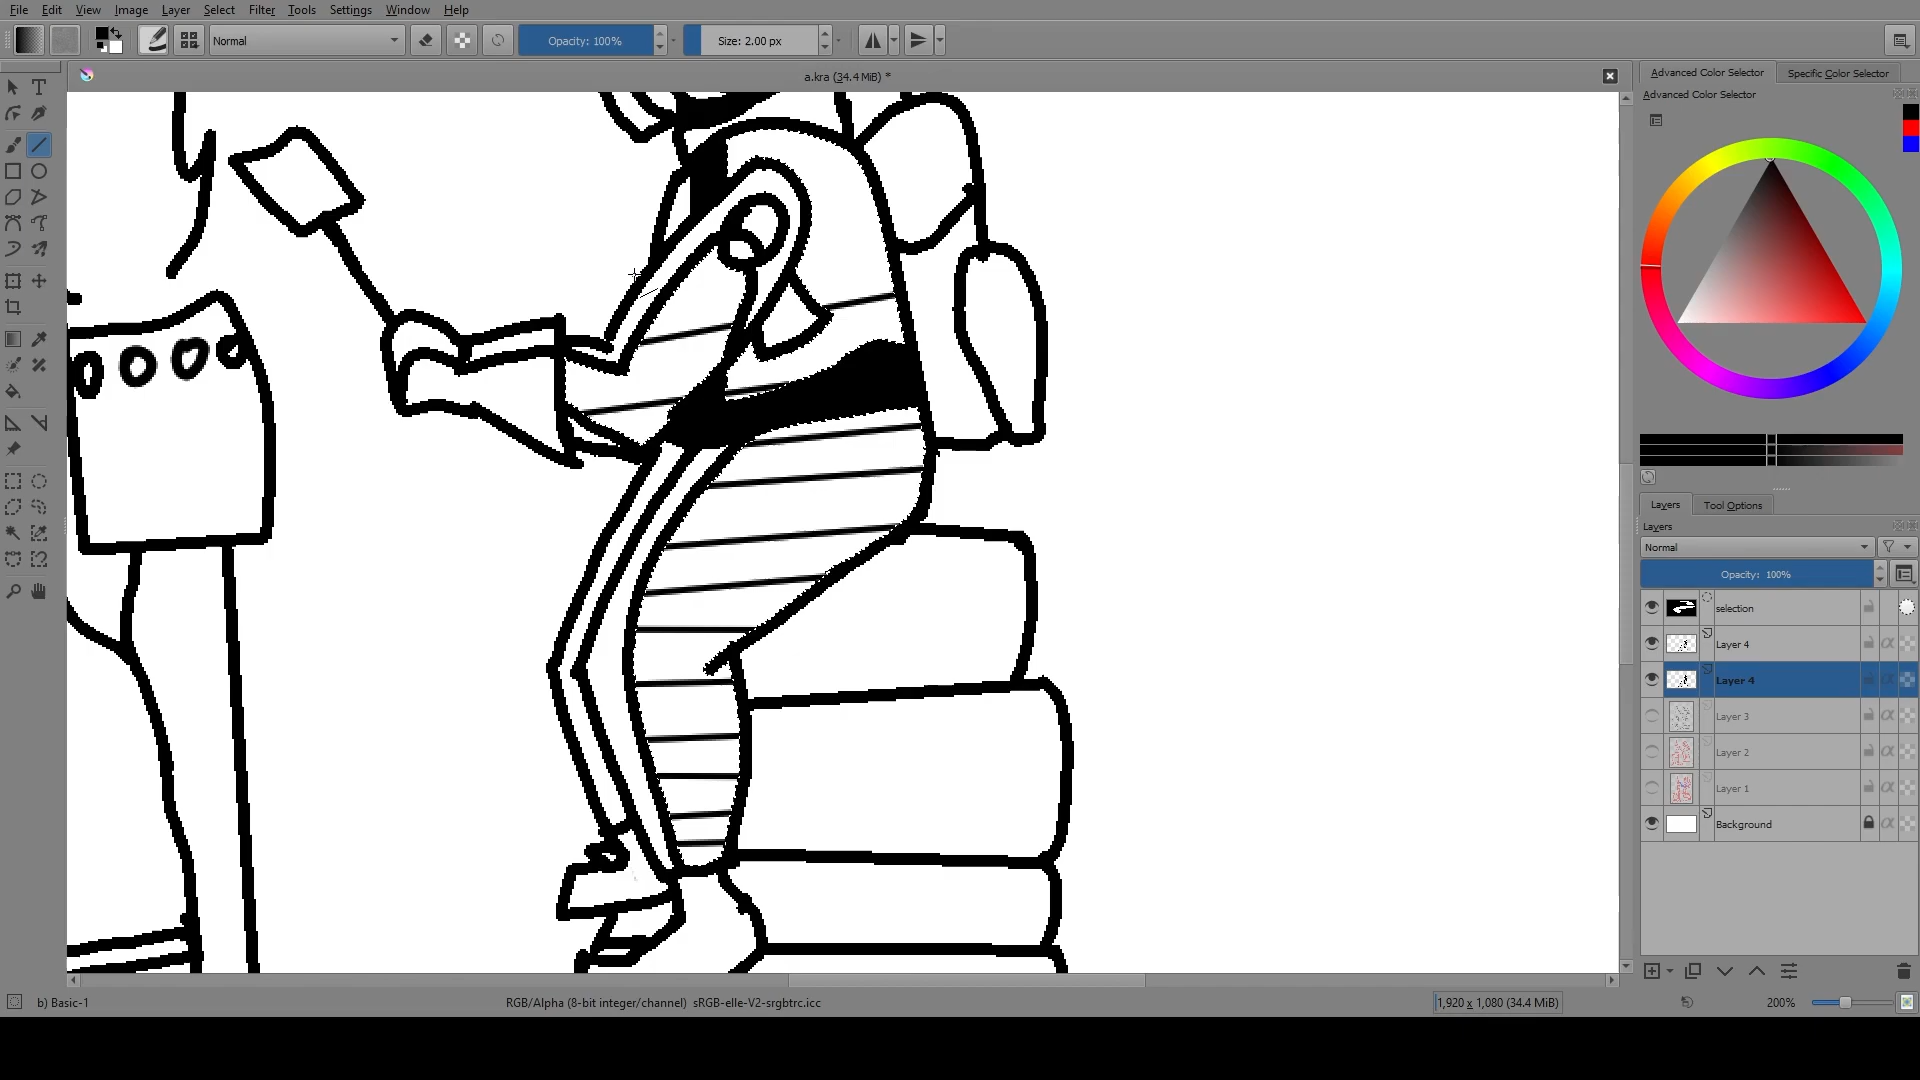 File Edit View Image Layer Select Filter Tools Settings Window Help
Normal Opacity: 100% Size: 2.00 px
a.kra (34.4 MiB) *
Advanced Color Selector Specific Color Selector
Advanced Color Selector
Layers Tool Options
Layers
Normal
Opacity: 100%
selection
Layer 4
Layer 4
Layer 3
Layer 2
Layer 1
Background
b) Basic-1 RGB/Alpha (8-bit integer/channel) sRGB-elle-V2-srgbtrc.icc 1,920 x 1,080 (34.4 MiB) 200%